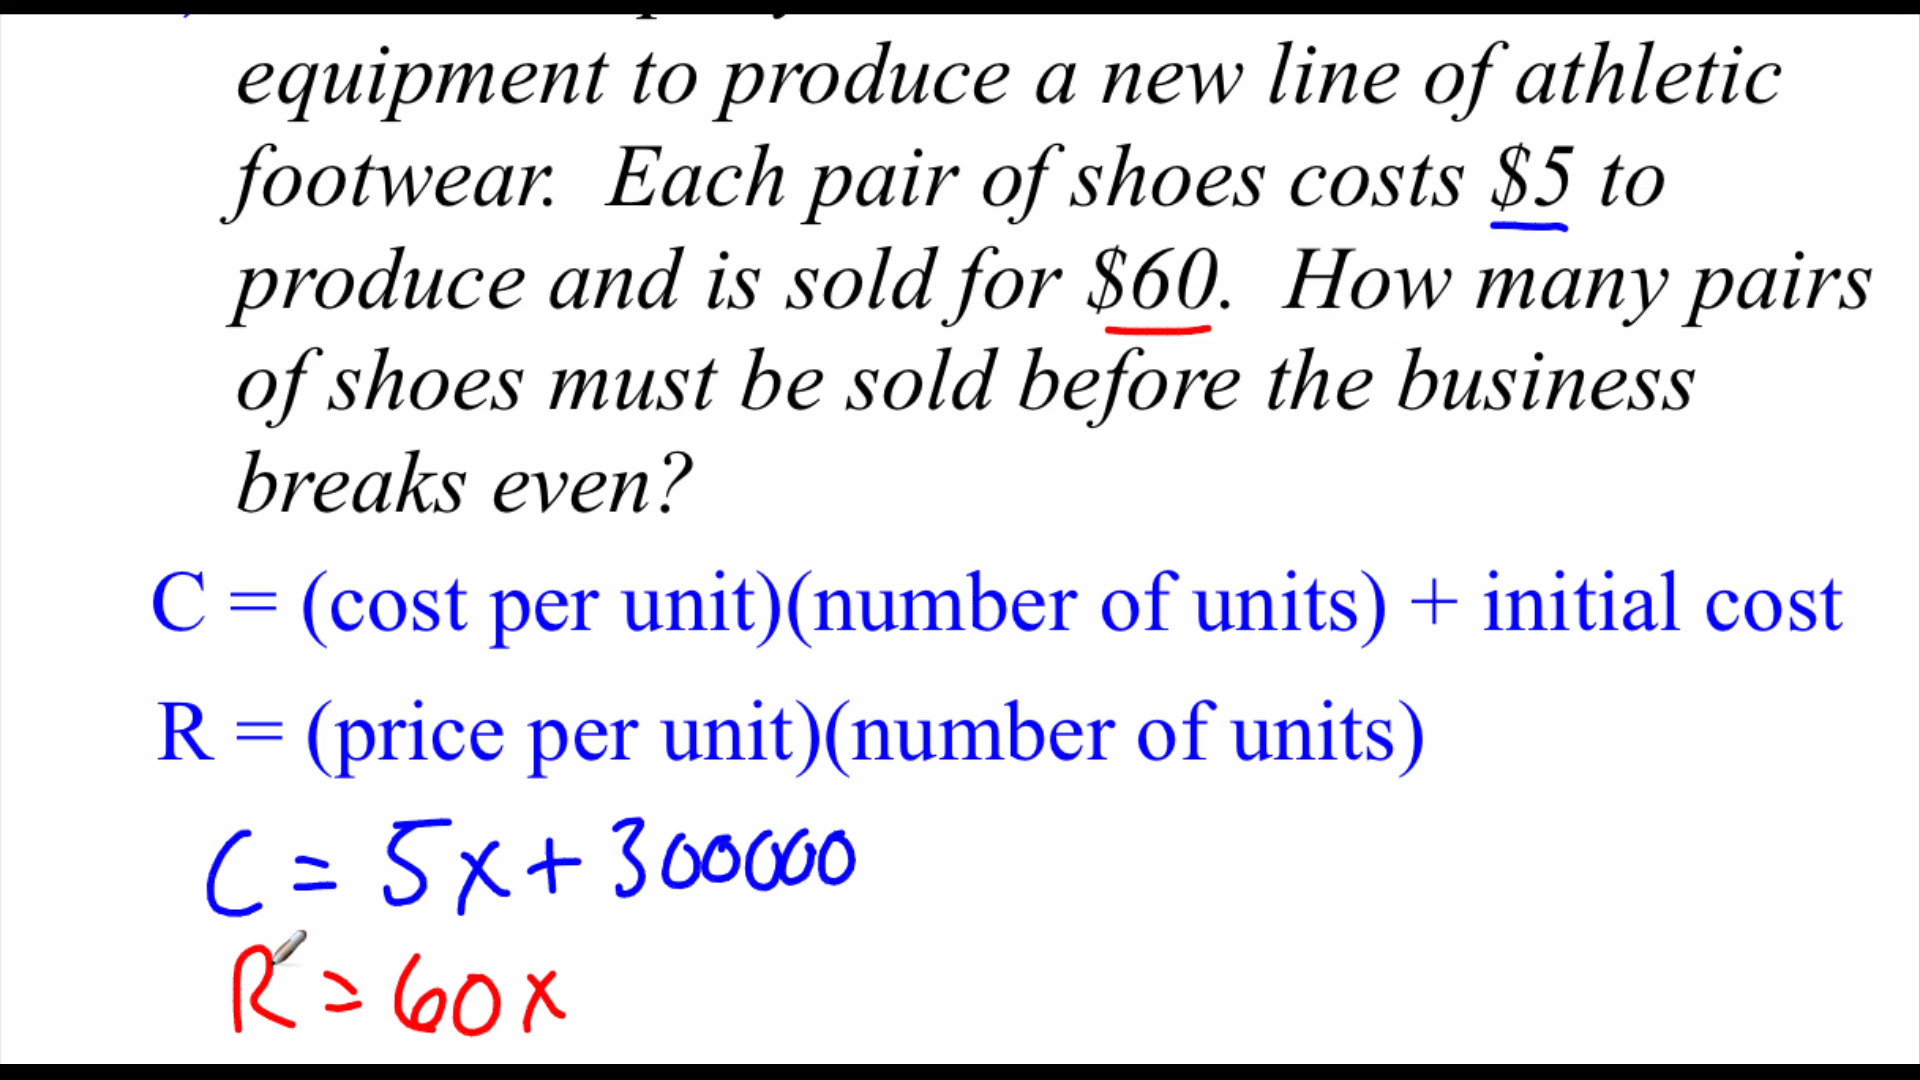 equipment to produce a new line of athletic
footwear. Each pair of shoes costs $5 to
produce and is sold for $60. How many pairs
of shoes must be sold before the business
breaks even?
C = (cost per unit)(number of units) + initial cost
R = (price per unit)(number of units)
C = 5x + 300000
R = 60x